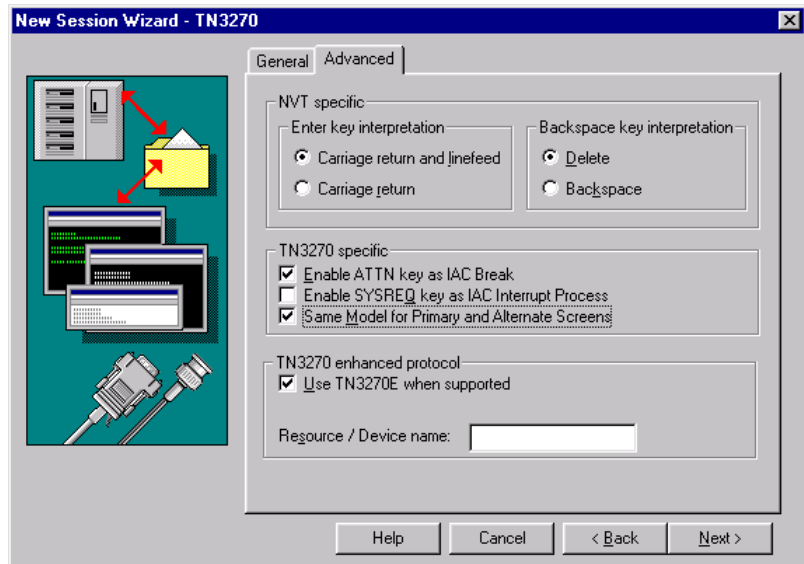 New Session Wizard - TN3270
General Advanced
NVT specific
Enter key interpretation
Carriage return and linefeed
Carriage return
Backspace key interpretation
Delete
Backspace
TN3270 specific
Enable ATTN key as IAC Break
Enable SYSREQ key as IAC Interrupt Process
Same Model for Primary and Alternate Screens
TN3270 enhanced protocol
Use TN3270E when supported
Resource / Device name:
Help Cancel < Back Next >